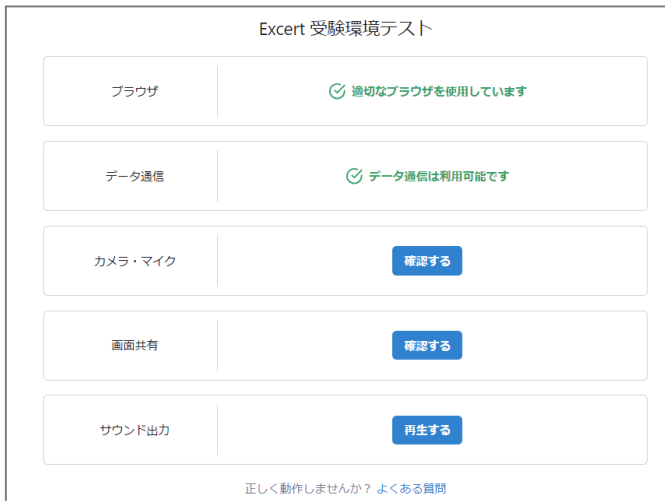 Excert 受験環境テスト
ブラウザ
適切なブラウザを使用しています
データ通信
データ通信は利用可能です
カメラ・マイク
確認する
画面共有
確認する
サウンド出力
再生する
正しく動作しませんか？ よくある質問